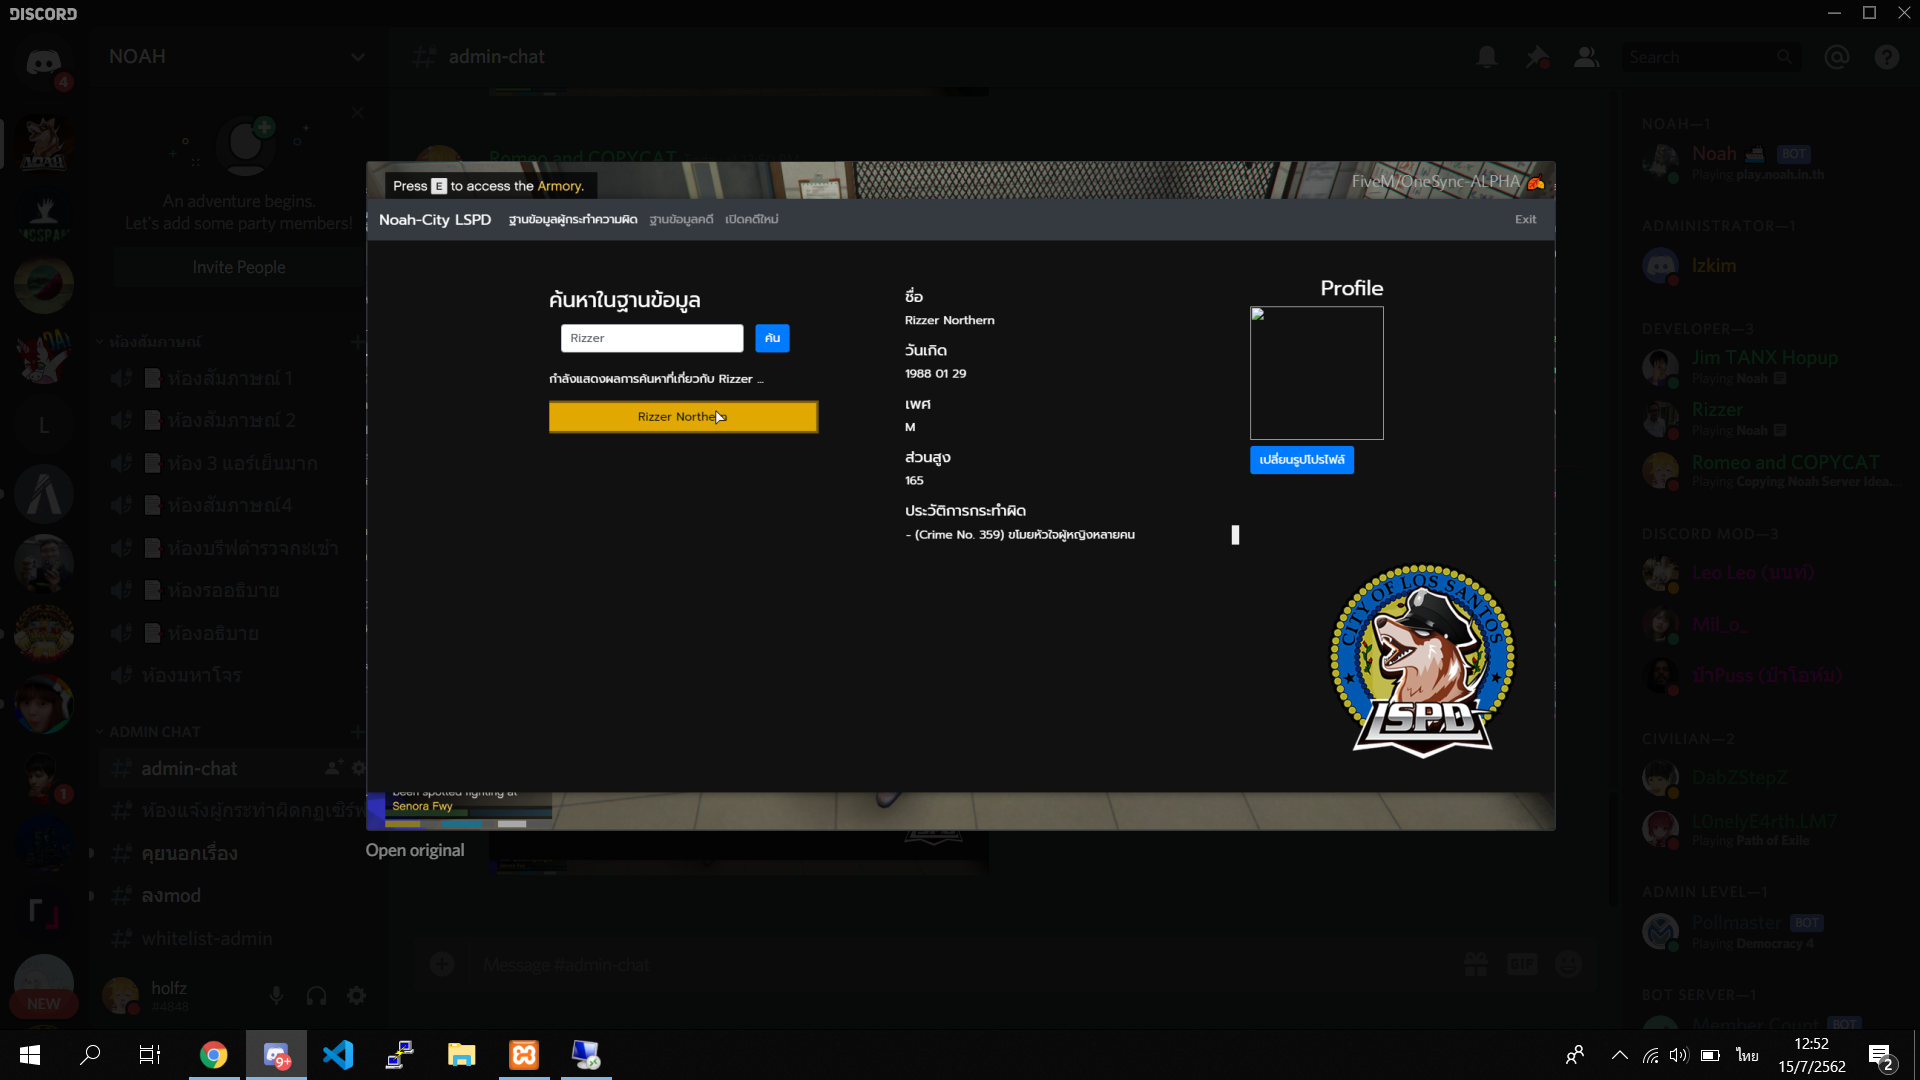 DISCORD
NOAH
admin-chat
Search
4
An adventure begins.
Let's add some party members!
Invite People
ห้องสัมภาษณ์
ห้องสัมภาษณ์ 1
ห้องสัมภาษณ์ 2
ห้อง 3 แอร์เย็นมาก
ห้องสัมภาษณ์4
ห้องบรีฟตำรวจกะเช้า
ห้องรออธิบาย
ห้องอธิบาย
ห้องมหาโจร
ADMIN CHAT
admin-chat
ห้องแจ้งผู้กระทำผิดกฎเซิร์ฟ
คุยนอกเรื่อง
ลงmod
whitelist-admin
L
1
NEW
holfz
#4848
Romeo and COPYCAT
Press E to access the Armory.
FiveM/OneSync-ALPHA
Noah-City LSPD ฐานข้อมูลผู้กระทำความผิด ฐานข้อมูลคดี เปิดคดีใหม่ Exit
ค้นหาในฐานข้อมูล
Rizzer ค้น
กำลังแสดงผลการค้นหาที่เกี่ยวกับ Rizzer ...
Rizzer Northern
ชื่อ
Rizzer Northern
วันเกิด
1988 01 29
เพศ
M
ส่วนสูง
165
ประวัติการกระทำผิด
- (Crime No. 359) ขโมยหัวใจผู้หญิงหลายคน
Profile
เปลี่ยนรูปโปรไฟล์
CITY OF LOS SANTOS
LSPD
been spotted fighting at
Senora Fwy
Open original
Message #admin-chat
GIF
NOAH—1
Noah BOT
Playing play.noah.in.th
ADMINISTRATOR—1
Izkim
DEVELOPER—3
Jim TANX Hopup
Playing Noah
Rizzer
Playing Noah
Romeo and COPYCAT
Playing Copying Noah Server Idea...
DISCORD MOD—3
Leo Leo (นนท์)
Mil_o_
ป๋าPuss (ป๋าโอห์ม)
CIVILIAN—2
DabZStepZ
L0nelyE4rth.LM7
Playing Path of Exile
ADMIN LEVEL—1
Pollmaster BOT
Playing Democracy 4
BOT SERVER—1
Member Count BOT
9+
ไทย
12:52
15/7/2562
2